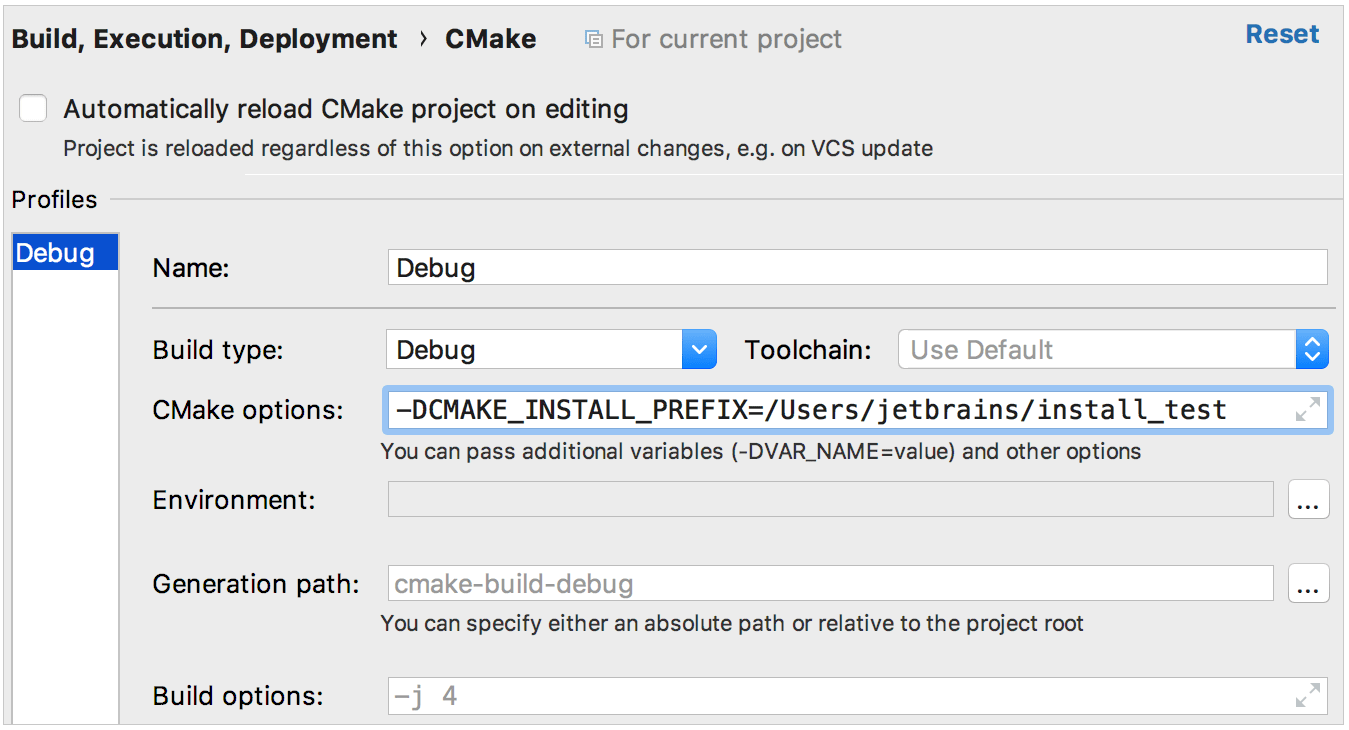 Build, Execution, Deployment › CMake For current project Reset
Automatically reload CMake project on editing
Project is reloaded regardless of this option on external changes, e.g. on VCS update
Profiles
Debug
Name: Debug
Build type: Debug Toolchain: Use Default
CMake options: -DCMAKE_INSTALL_PREFIX=/Users/jetbrains/install_test
You can pass additional variables (-DVAR_NAME=value) and other options
Environment: ...
Generation path: cmake-build-debug ...
You can specify either an absolute path or relative to the project root
Build options: -j 4